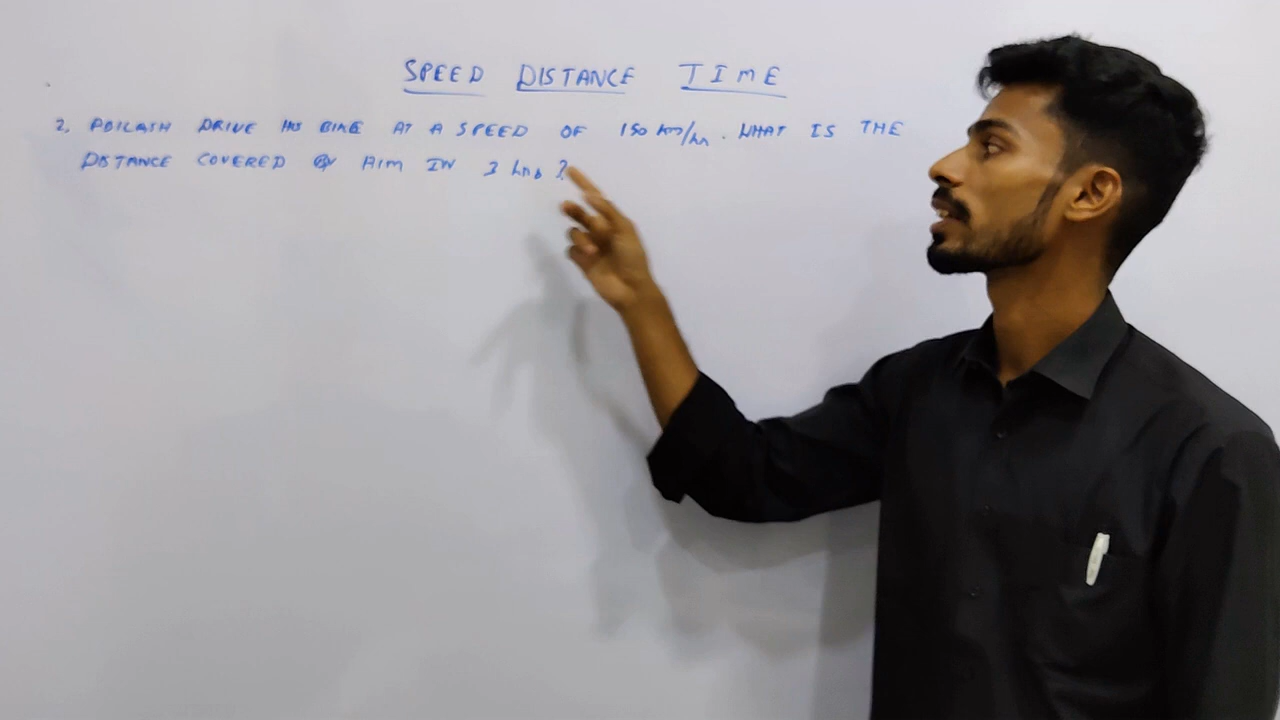 SPEED DISTANCE TIME
2. ABILASH DRIVE HIS BIKE AT A SPEED OF 150 km/hr. WHAT IS THE
DISTANCE COVERED BY HIM IN 3 hrs?